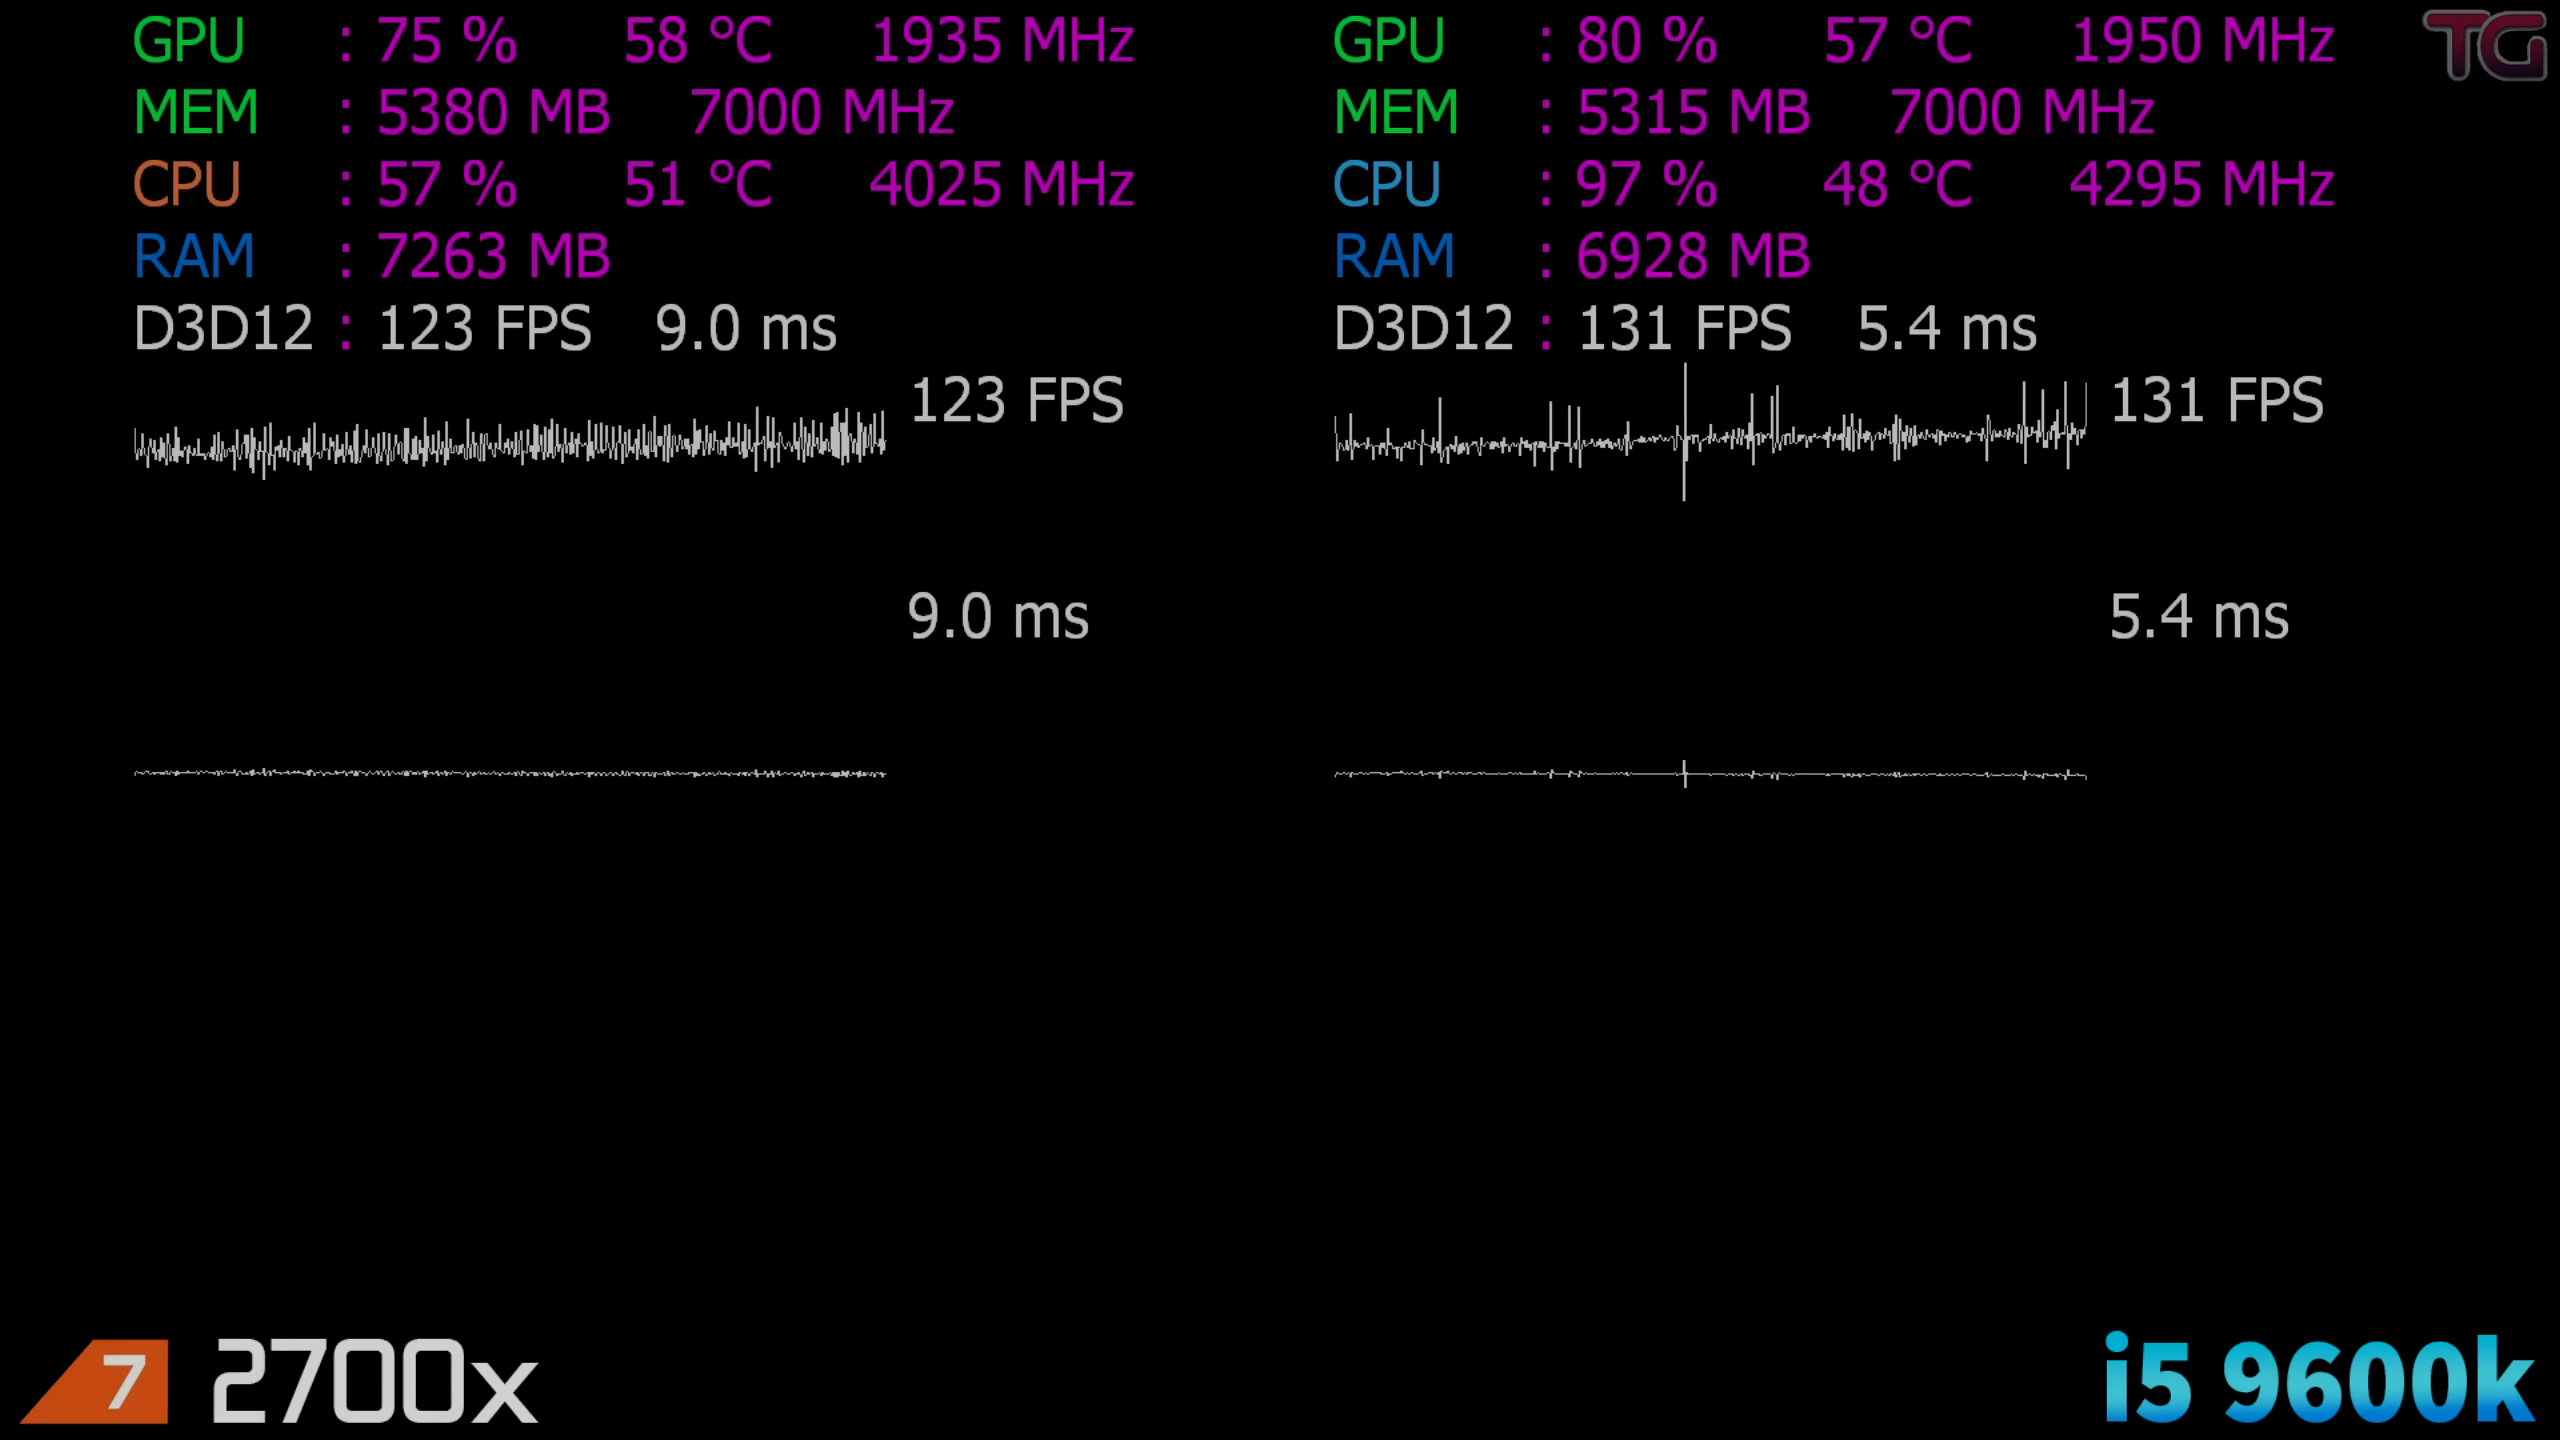 GPU : 75 % 58 °C 1935 MHz
MEM : 5380 MB 7000 MHz
CPU : 57 % 51 °C 4025 MHz
RAM : 7263 MB
D3D12 : 123 FPS 9.0 ms
123 FPS
9.0 ms
7 2700x
GPU : 80 % 57 °C 1950 MHz
MEM : 5315 MB 7000 MHz
CPU : 97 % 48 °C 4295 MHz
RAM : 6928 MB
D3D12 : 131 FPS 5.4 ms
131 FPS
5.4 ms
i5 9600k
TG